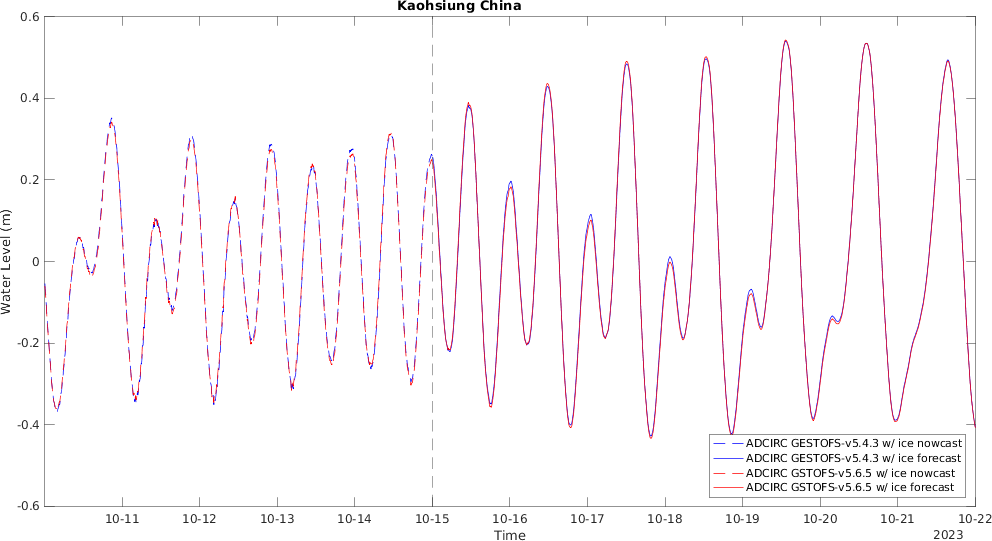 Kaohsiung China
0.6
0.4
0.2
0
-0.2
-0.4
-0.6
Water Level (m)
ADCIRC GESTOFS-v5.4.3 w/ ice nowcast
ADCIRC GESTOFS-v5.4.3 w/ ice forecast
ADCIRC GSTOFS-v5.6.5 w/ ice nowcast
ADCIRC GSTOFS-v5.6.5 w/ ice forecast
10-11 10-12 10-13 10-14 10-15 10-16 10-17 10-18 10-19 10-20 10-21 10-22
Time
2023